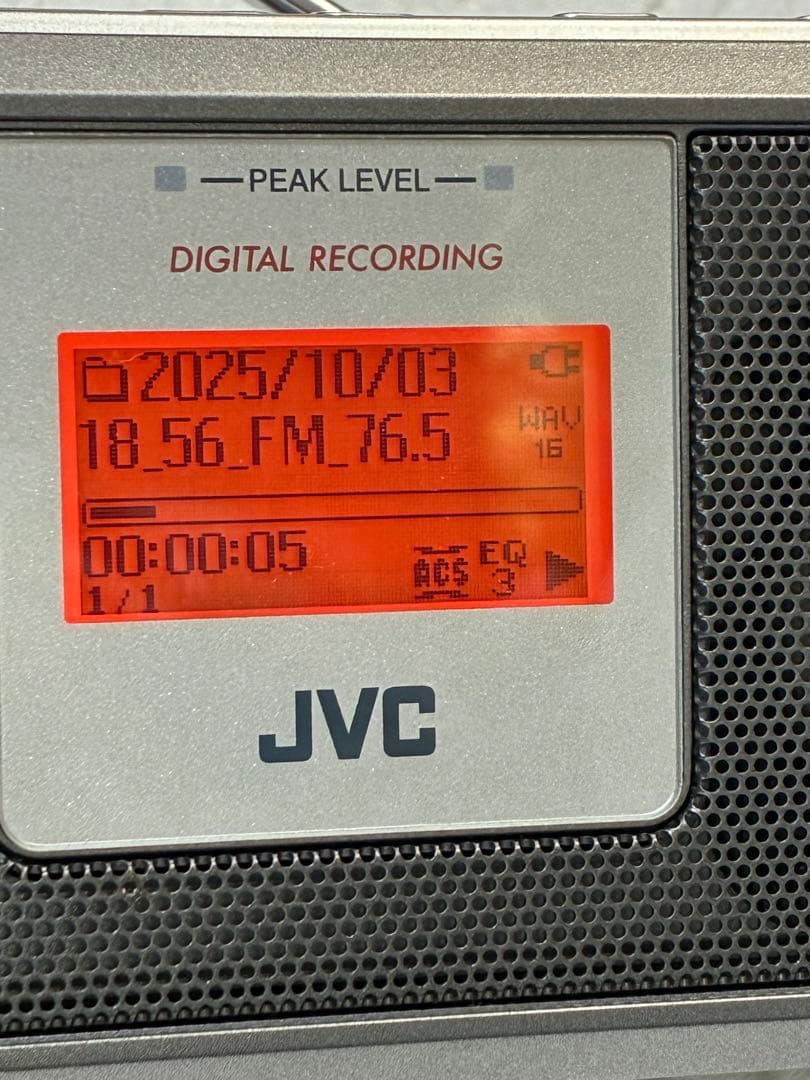 PEAK LEVEL
DIGITAL RECORDING
2025/10/03
18_56_FM_76.5
WAV
16
00:00:05
ACS
EQ
3
1/1
JVC